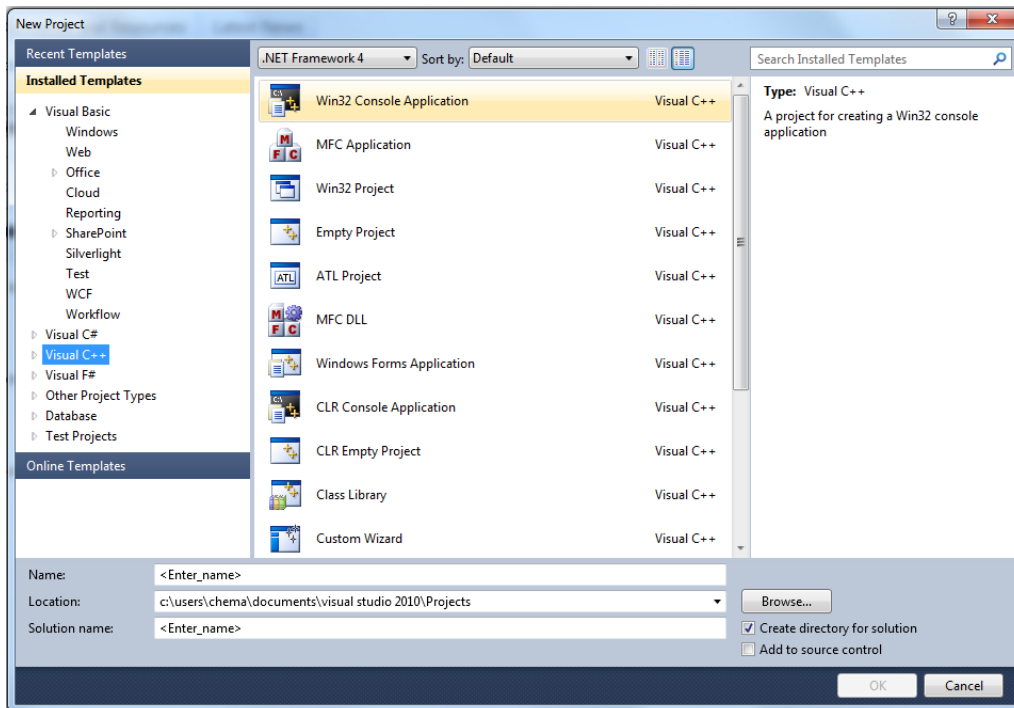 New Project
Recent Templates
Installed Templates
Visual Basic
Windows
Web
Office
Cloud
Reporting
SharePoint
Silverlight
Test
WCF
Workflow
Visual C#
Visual C++
Visual F#
Other Project Types
Database
Test Projects
Online Templates
.NET Framework 4 Sort by: Default
Win32 Console Application Visual C++
MFC Application Visual C++
Win32 Project Visual C++
Empty Project Visual C++
ATL Project Visual C++
MFC DLL Visual C++
Windows Forms Application Visual C++
CLR Console Application Visual C++
CLR Empty Project Visual C++
Class Library Visual C++
Custom Wizard Visual C++
Search Installed Templates
Type: Visual C++
A project for creating a Win32 console
application
Name: <Enter_name>
Location: c:\users\chema\documents\visual studio 2010\Projects Browse...
Solution name: <Enter_name>
Create directory for solution
Add to source control
OK Cancel